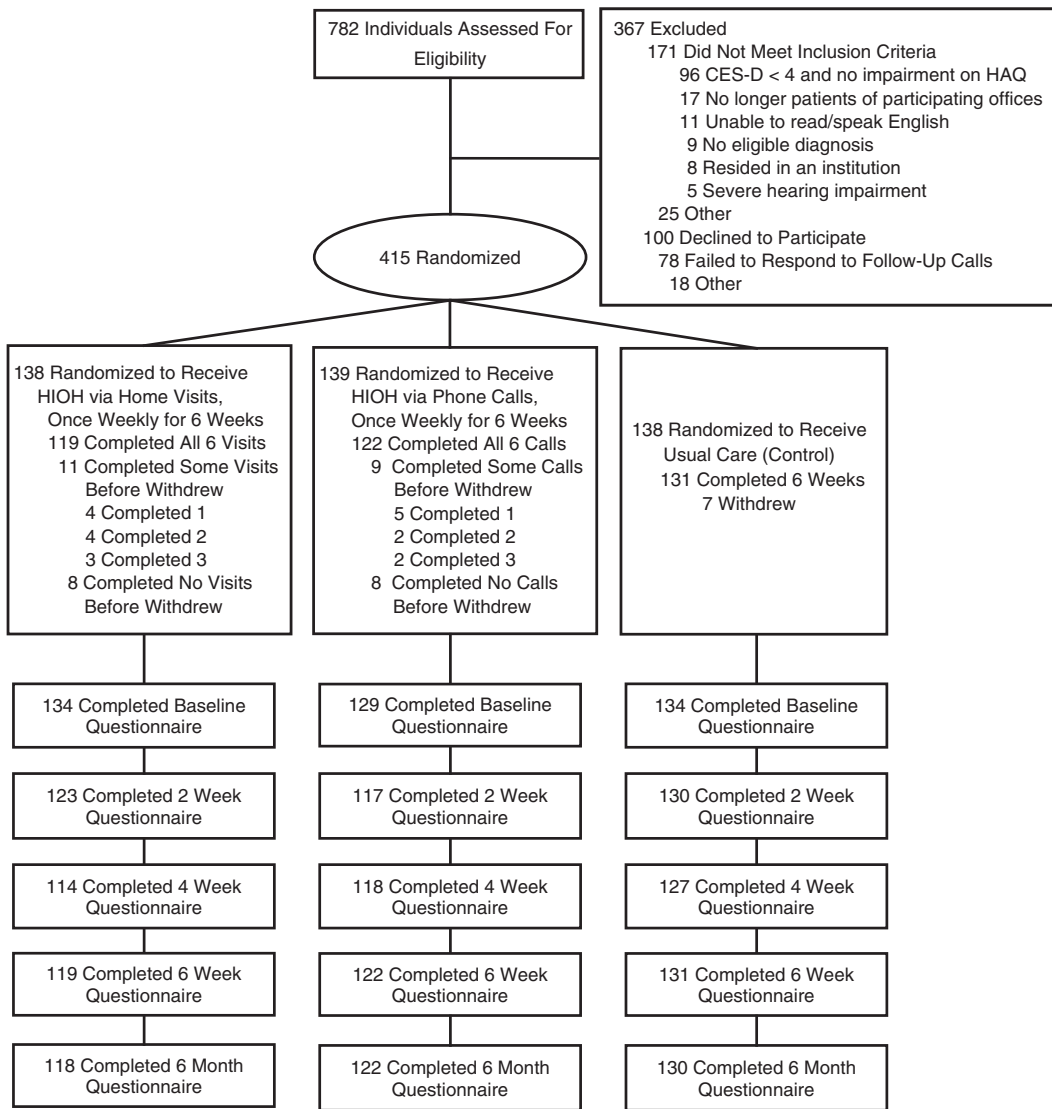 782 Individuals Assessed For
Eligibility
367 Excluded
171 Did Not Meet Inclusion Criteria
96 CES-D < 4 and no impairment on HAQ
17 No longer patients of participating offices
11 Unable to read/speak English
9 No eligible diagnosis
8 Resided in an institution
5 Severe hearing impairment
25 Other
100 Declined to Participate
78 Failed to Respond to Follow-Up Calls
18 Other
415 Randomized
138 Randomized to Receive
HIOH via Home Visits,
Once Weekly for 6 Weeks
119 Completed All 6 Visits
11 Completed Some Visits
Before Withdrew
4 Completed 1
4 Completed 2
3 Completed 3
8 Completed No Visits
Before Withdrew
139 Randomized to Receive
HIOH via Phone Calls,
Once Weekly for 6 Weeks
122 Completed All 6 Calls
9 Completed Some Calls
Before Withdrew
5 Completed 1
2 Completed 2
2 Completed 3
8 Completed No Calls
Before Withdrew
138 Randomized to Receive
Usual Care (Control)
131 Completed 6 Weeks
7 Withdrew
134 Completed Baseline
Questionnaire
129 Completed Baseline
Questionnaire
134 Completed Baseline
Questionnaire
123 Completed 2 Week
Questionnaire
117 Completed 2 Week
Questionnaire
130 Completed 2 Week
Questionnaire
114 Completed 4 Week
Questionnaire
118 Completed 4 Week
Questionnaire
127 Completed 4 Week
Questionnaire
119 Completed 6 Week
Questionnaire
122 Completed 6 Week
Questionnaire
131 Completed 6 Week
Questionnaire
118 Completed 6 Month
Questionnaire
122 Completed 6 Month
Questionnaire
130 Completed 6 Month
Questionnaire